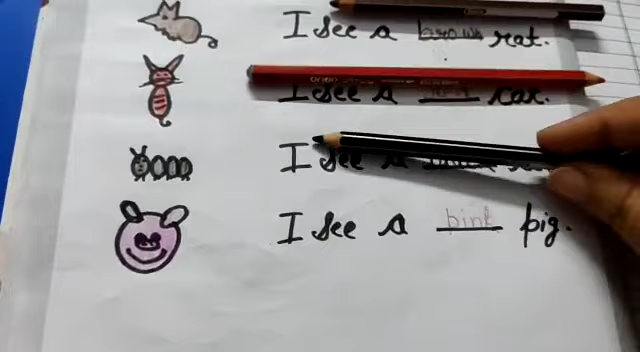 I see a brown rat.
I see a cat.
I see a
I see a pink pig.